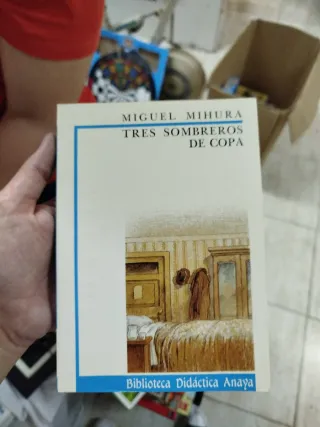 MIGUEL MIHURA
TRES SOMBREROS
DE COPA
Biblioteca Didáctica Anaya